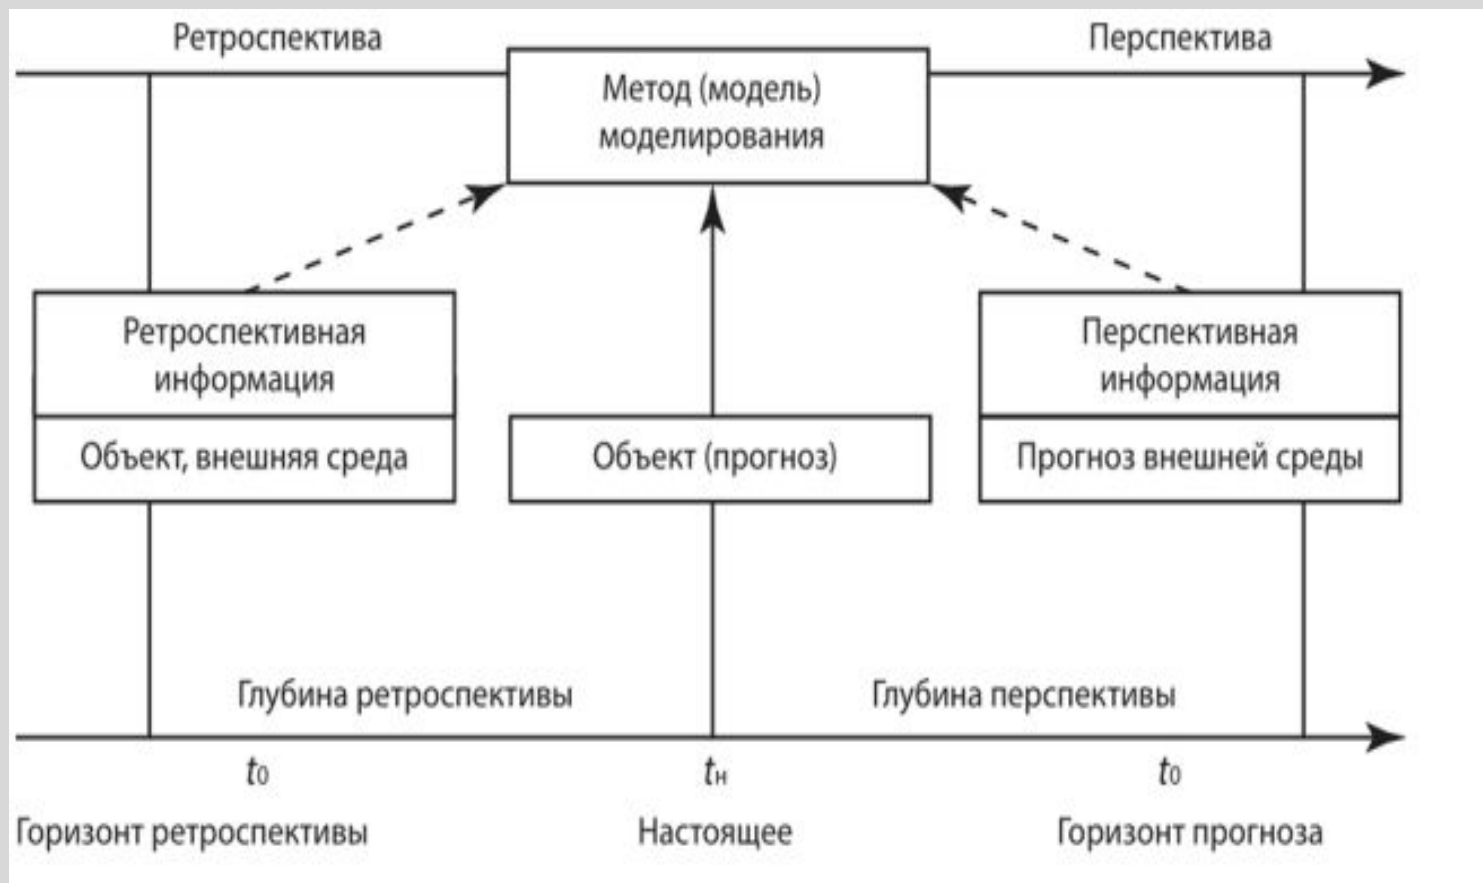 Ретроспектива
Перспектива
Метод (модель)
моделирования
Ретроспективная
информация
Объект, внешняя среда
Объект (прогноз)
Перспективная
информация
Прогноз внешней среды
Глубина ретроспективы
Глубина перспективы
t0
tн
t0
Горизонт ретроспективы
Настоящее
Горизонт прогноза